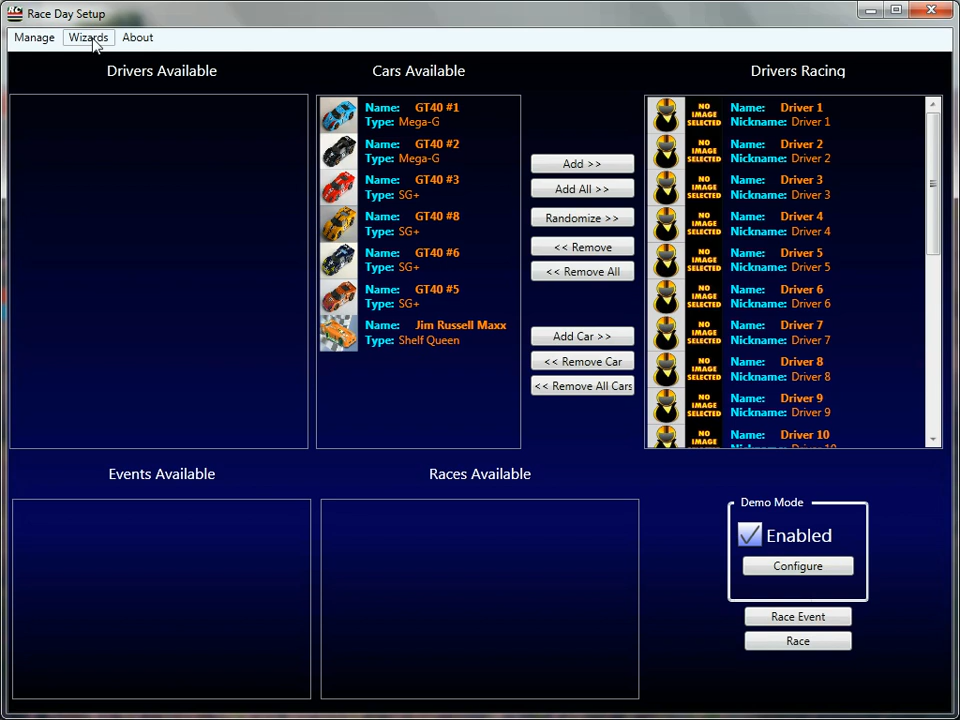 Race Day Setup
Manage Wizards About
Drivers Available
Cars Available
Name: GT40 #1
Type: Mega-G
Name: GT40 #2
Type: Mega-G
Name: GT40 #3
Type: SG+
Name: GT40 #8
Type: SG+
Name: GT40 #6
Type: SG+
Name: GT40 #5
Type: SG+
Name: Jim Russell Maxx
Type: Shelf Queen
Add >>
Add All >>
Randomize >>
<< Remove
<< Remove All
Add Car >>
<< Remove Car
<< Remove All Cars
Drivers Racing
NO IMAGE SELECTED
Name: Driver 1
Nickname: Driver 1
NO IMAGE SELECTED
Name: Driver 2
Nickname: Driver 2
NO IMAGE SELECTED
Name: Driver 3
Nickname: Driver 3
NO IMAGE SELECTED
Name: Driver 4
Nickname: Driver 4
NO IMAGE SELECTED
Name: Driver 5
Nickname: Driver 5
NO IMAGE SELECTED
Name: Driver 6
Nickname: Driver 6
NO IMAGE SELECTED
Name: Driver 7
Nickname: Driver 7
NO IMAGE SELECTED
Name: Driver 8
Nickname: Driver 8
NO IMAGE SELECTED
Name: Driver 9
Nickname: Driver 9
NO IMAGE
Name: Driver 10
Nickname: Driver 10
Events Available
Races Available
Demo Mode
Enabled
Configure
Race Event
Race